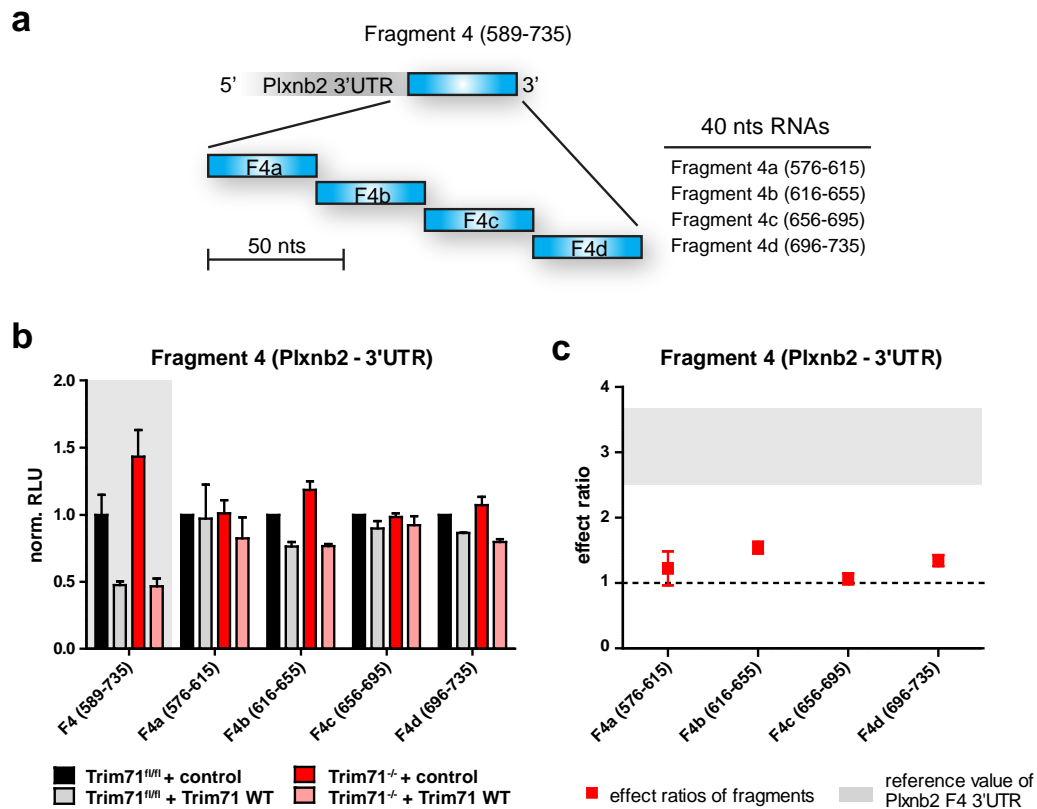 a
Fragment 4 (589-735)
5’ Plxnb2 3’UTR 3’
F4a
F4b
F4c
F4d
50 nts
40 nts RNAs
Fragment 4a (576-615)
Fragment 4b (616-655)
Fragment 4c (656-695)
Fragment 4d (696-735)
b
Fragment 4 (Plxnb2 - 3'UTR)
norm. RLU
2.0
1.5
1.0
0.5
0.0
F4 (589-735)
F4a (576-615)
F4b (616-655)
F4c (656-695)
F4d (696-735)
Trim71fl/fl + control
Trim71fl/fl + Trim71 WT
Trim71-/- + control
Trim71-/- + Trim71 WT
c
Fragment 4 (Plxnb2 - 3'UTR)
effect ratio
4
3
2
1
0
F4a (576-615)
F4b (616-655)
F4c (656-695)
F4d (696-735)
effect ratios of fragments
reference value of
Plxnb2 F4 3’UTR